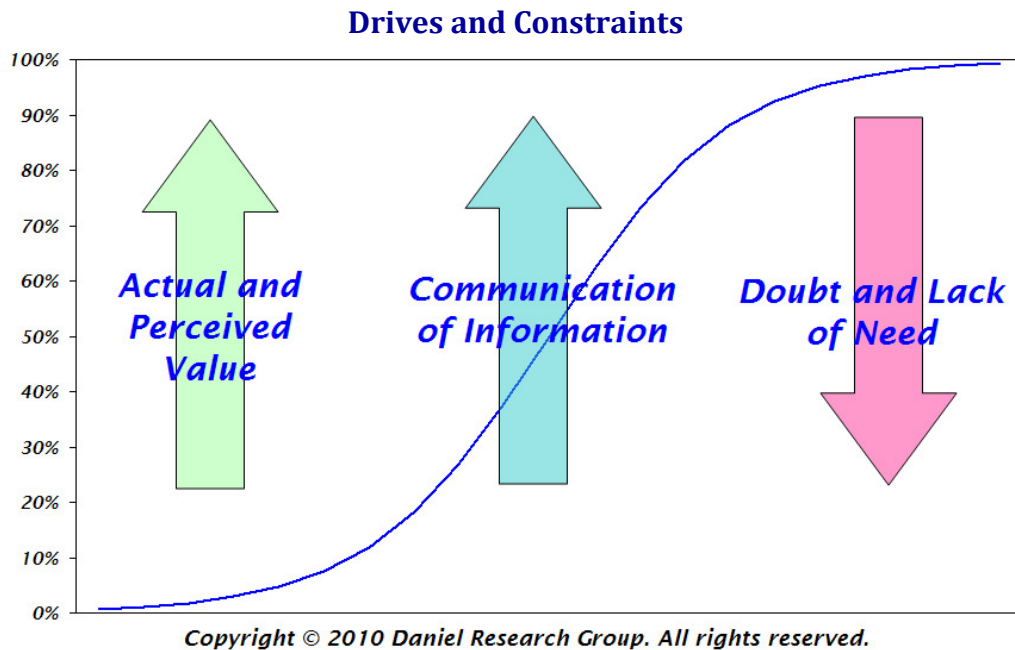 Drives and Constraints
100%
90%
80%
70%
60%
50%
40%
30%
20%
10%
0%
Actual and
Perceived
Value
Communication
of Information
Doubt and Lack
of Need
Copyright © 2010 Daniel Research Group. All rights reserved.